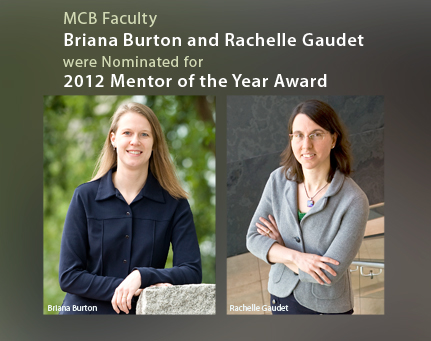 MCB Faculty
Briana Burton and Rachelle Gaudet
were Nominated for
2012 Mentor of the Year Award
Briana Burton
Rachelle Gaudet